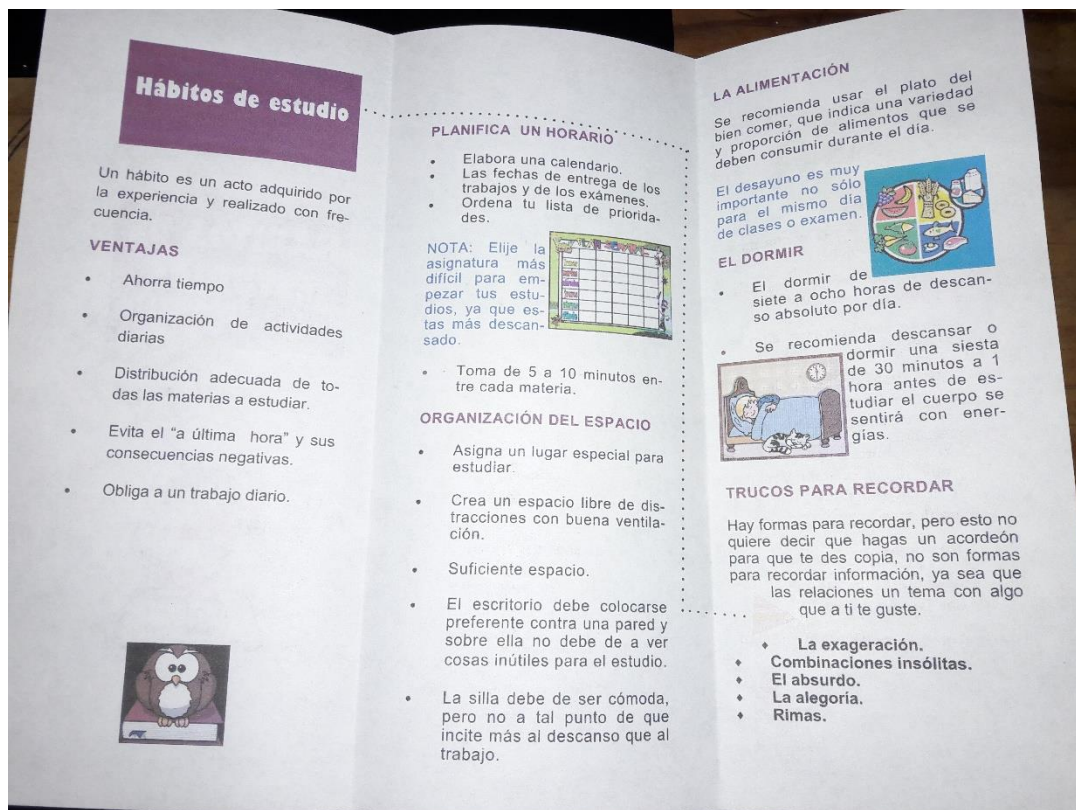 Hábitos de estudio
Un hábito es un acto adquirido por
la experiencia y realizado con fre-
cuencia.
VENTAJAS
• Ahorra tiempo
• Organización de actividades
diarias
• Distribución adecuada de to-
das las materias a estudiar.
• Evita el "a última hora" y sus
consecuencias negativas.
• Obliga a un trabajo diario.
PLANIFICA UN HORARIO
• Elabora una calendario.
• Las fechas de entrega de los
trabajos y de los exámenes.
• Ordena tu lista de priorida-
des.
NOTA: Elije la
asignatura más
difícil para em-
pezar tus estu-
dios, ya que es-
tas más descan-
sado.
• Toma de 5 a 10 minutos en-
tre cada materia.
ORGANIZACIÓN DEL ESPACIO
• Asigna un lugar especial para
estudiar.
• Crea un espacio libre de dis-
tracciones con buena ventila-
ción.
• Suficiente espacio.
• El escritorio debe colocarse
preferente contra una pared y
sobre ella no debe de a ver
cosas inútiles para el estudio.
• La silla debe de ser cómoda,
pero no a tal punto de que
incite más al descanso que al
trabajo.
LA ALIMENTACIÓN
Se recomienda usar el plato del
bien comer, que indica una variedad
y proporción de alimentos que se
deben consumir durante el día.
El desayuno es muy
importante no sólo
para el mismo día
de clases o examen.
EL DORMIR
• El dormir de
siete a ocho horas de descan-
so absoluto por día.
• Se recomienda descansar o
dormir una siesta
de 30 minutos a 1
hora antes de es-
tudiar el cuerpo se
sentirá con ener-
gías.
TRUCOS PARA RECORDAR
Hay formas para recordar, pero esto no
quiere decir que hagas un acordeón
para que te des copia, no son formas
para recordar información, ya sea que
las relaciones un tema con algo
que a ti te guste.
♦ La exageración.
♦ Combinaciones insólitas.
♦ El absurdo.
♦ La alegoría.
♦ Rimas.